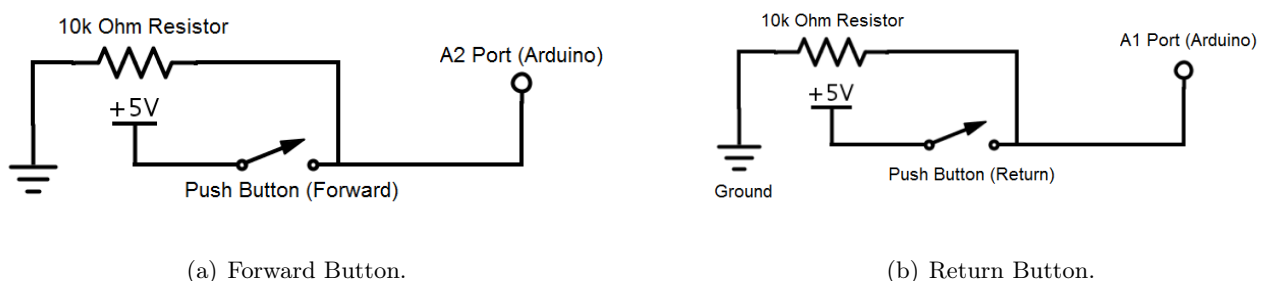 10k Ohm Resistor
A2 Port (Arduino)
+5V
Push Button (Forward)
(a) Forward Button.
10k Ohm Resistor
A1 Port (Arduino)
+5V
Push Button (Return)
Ground
(b) Return Button.